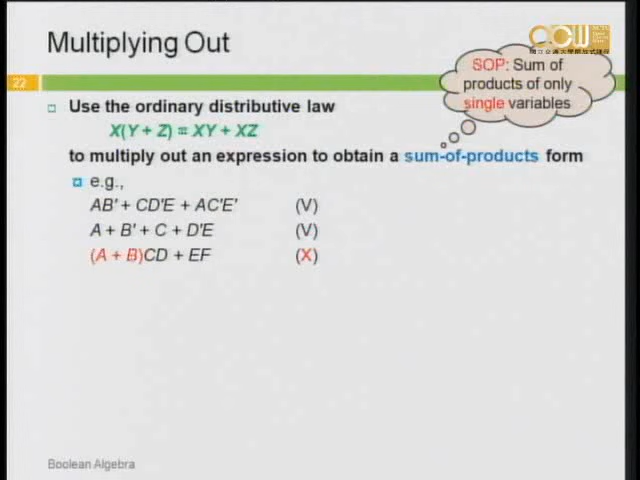 Multiplying Out
22
SOP: Sum of
products of only
single variables
Use the ordinary distributive law
X(Y + Z) = XY + XZ
to multiply out an expression to obtain a sum-of-products form
e.g.,
AB' + CD'E + AC'E' (V)
A + B' + C + D'E (V)
(A + B)CD + EF (X)
Boolean Algebra